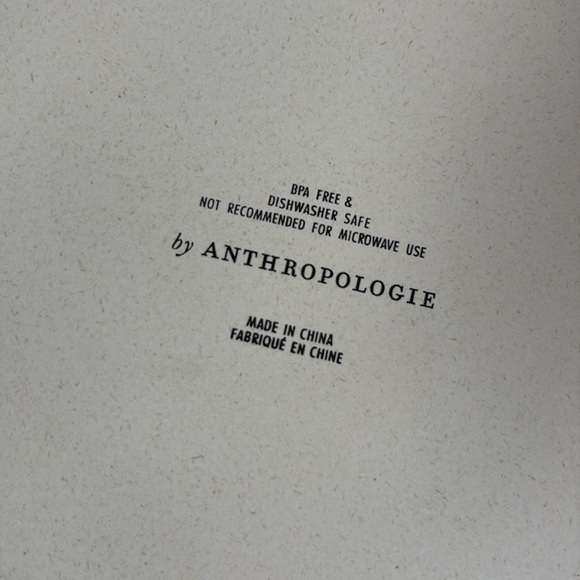 BPA FREE &
DISHWASHER SAFE
NOT RECOMMENDED FOR MICROWAVE USE
by ANTHROPOLOGIE
MADE IN CHINA
FABRIQUÉ EN CHINE